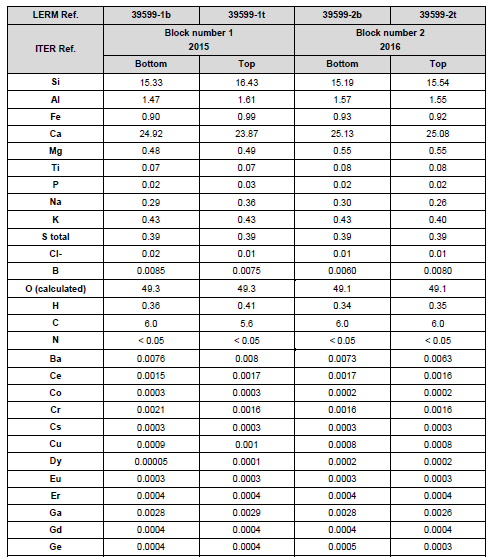 LERM Ref. 39599-1b 39599-1t 39599-2b 39599-2t
ITER Ref. Block number 1 Block number 2
2015 2016
Bottom Top Bottom Top
Si 15.33 16.43 15.19 15.54
Al 1.47 1.61 1.57 1.55
Fe 0.90 0.99 0.93 0.92
Ca 24.92 23.87 25.13 25.08
Mg 0.48 0.49 0.55 0.55
Ti 0.07 0.07 0.08 0.08
P 0.02 0.03 0.02 0.02
Na 0.29 0.36 0.30 0.26
K 0.43 0.43 0.43 0.40
S total 0.39 0.39 0.39 0.39
Cl- 0.02 0.01 0.01 0.01
B 0.0085 0.0075 0.0060 0.0080
O (calculated) 49.3 49.3 49.1 49.1
H 0.36 0.41 0.34 0.35
C 6.0 5.6 6.0 6.0
N < 0.05 < 0.05 < 0.05 < 0.05
Ba 0.0076 0.008 0.0073 0.0063
Ce 0.0015 0.0017 0.0017 0.0016
Co 0.0003 0.0003 0.0002 0.0002
Cr 0.0021 0.0016 0.0016 0.0016
Cs 0.0003 0.0003 0.0003 0.0003
Cu 0.0009 0.001 0.0008 0.0008
Dy 0.00005 0.0001 0.0002 0.0002
Eu 0.0003 0.0003 0.0003 0.0003
Er 0.0004 0.0004 0.0004 0.0004
Ga 0.0028 0.0029 0.0028 0.0026
Gd 0.0004 0.0004 0.0004 0.0004
Ge 0.0004 0.0004 0.0005 0.0003